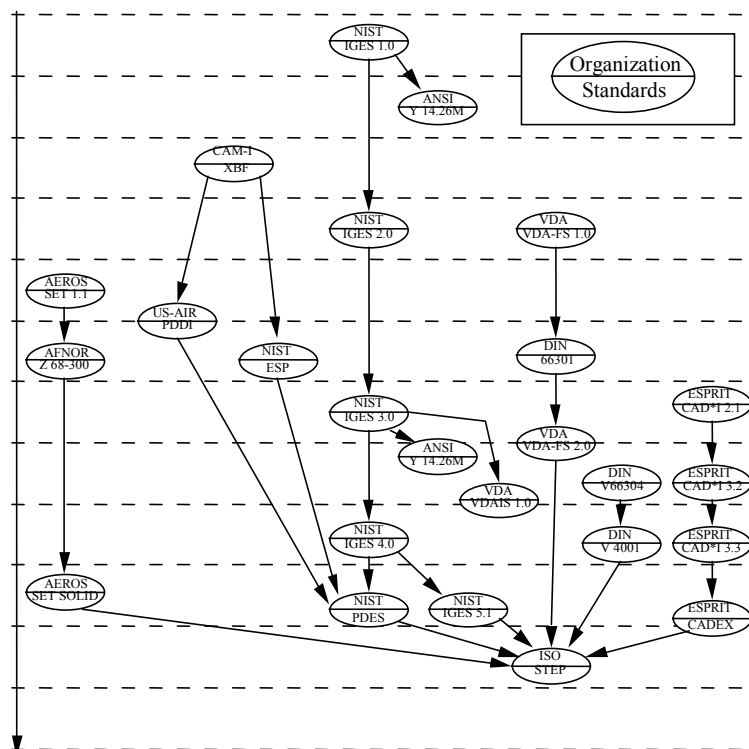 NIST
IGES 1.0
Organization
Standards
ANSI
Y 14.26M
CAM-I
XBF
NIST
IGES 2.0
VDA
VDA-FS 1.0
AEROS
SET 1.1
US-AIR
PDDI
AFNOR
Z 68-300
NIST
ESP
DIN
66301
NIST
IGES 3.0
ESPRIT
CAD*I 2.1
ANSI
Y 14.26M
VDA
VDA-FS 2.0
VDA
VDAIS 1.0
DIN
V66304
ESPRIT
CAD*I 3.2
NIST
IGES 4.0
DIN
V 4001
ESPRIT
CAD*I 3.3
AEROS
SET SOLID
NIST
PDES
NIST
IGES 5.1
ESPRIT
CADEX
ISO
STEP